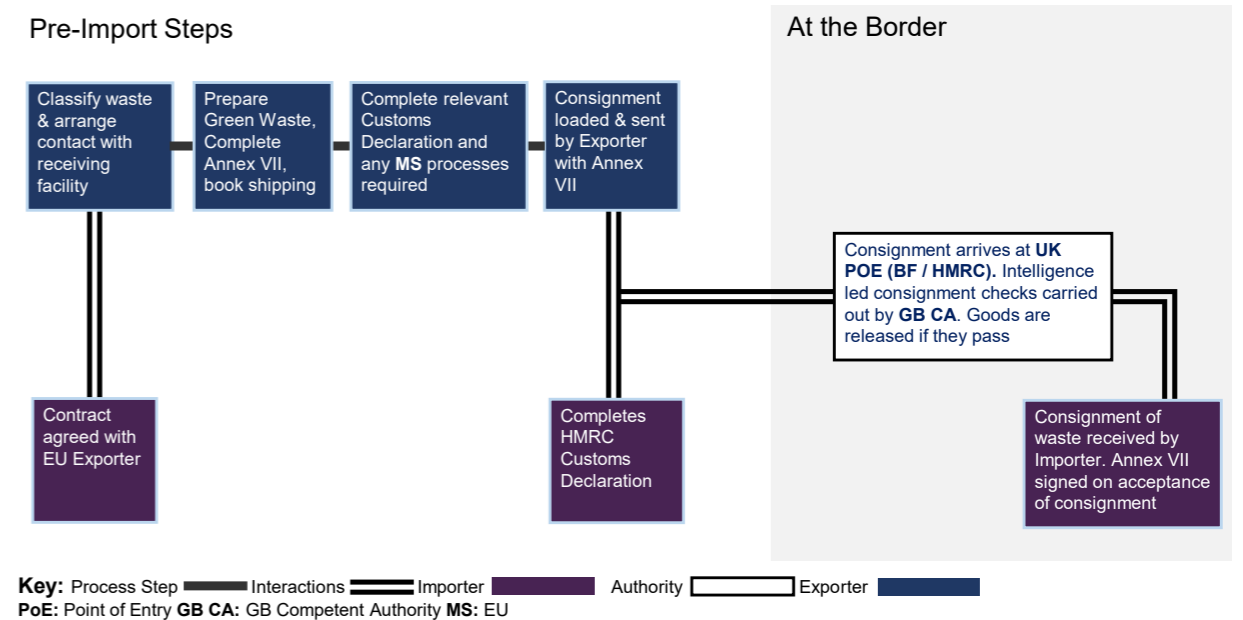 Pre-Import Steps
At the Border
Classify waste
& arrange
contact with
receiving
facility
Prepare
Green Waste,
Complete
Annex VII,
book shipping
Complete relevant
Customs
Declaration and
any MS processes
required
Consignment
loaded & sent
by Exporter
with Annex
VII
Consignment arrives at UK
POE (BF / HMRC). Intelligence
led consignment checks carried
out by GB CA. Goods are
released if they pass
Contract
agreed with
EU Exporter
Completes
HMRC
Customs
Declaration
Consignment of
waste received by
Importer. Annex VII
signed on acceptance
of consignment
Key: Process Step Interactions Importer Authority Exporter
PoE: Point of Entry GB CA: GB Competent Authority MS: EU